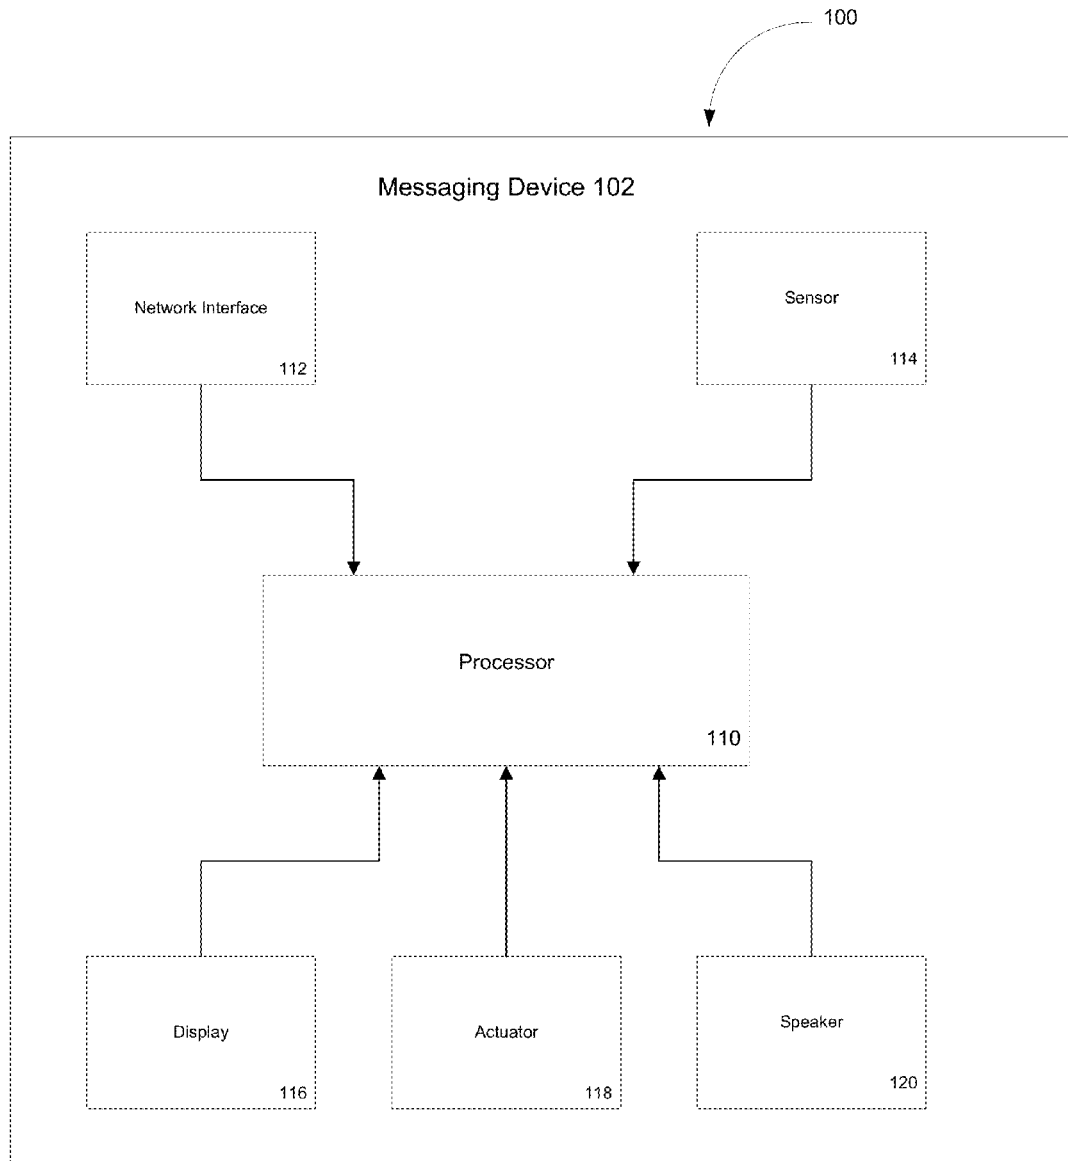 100
Messaging Device 102
Network Interface
112
Sensor
114
Processor
110
Display
116
Actuator
118
Speaker
120